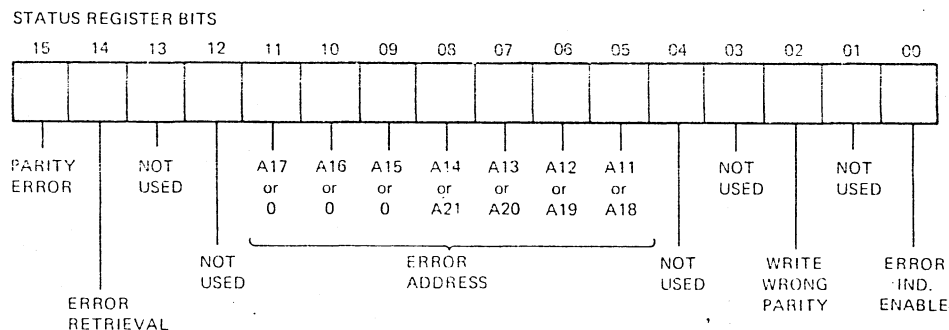 STATUS REGISTER BITS
15 14 13 12 11 10 09 08 07 06 05 04 03 02 01 00
PARITY ERROR
NOT USED
A17 or 0
A16 or 0
A15 or 0
A14 or A21
A13 or A20
A12 or A19
A11 or A18
NOT USED
NOT USED
NOT USED
ERROR ADDRESS
NOT USED
WRITE WRONG PARITY
ERROR IND. ENABLE
ERROR RETRIEVAL